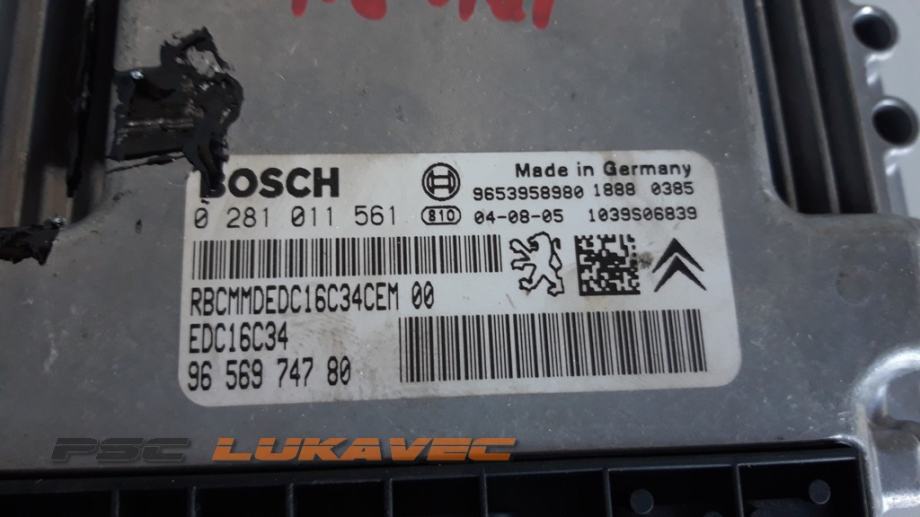 BOSCH
Made in Germany
9653958980 1888 0385
0 281 011 561 810 04-08-05 1039S06839
RBCMMDEDC16C34CEM 00
EDC16C34
96 569 747 80
PSC LUKAVEC